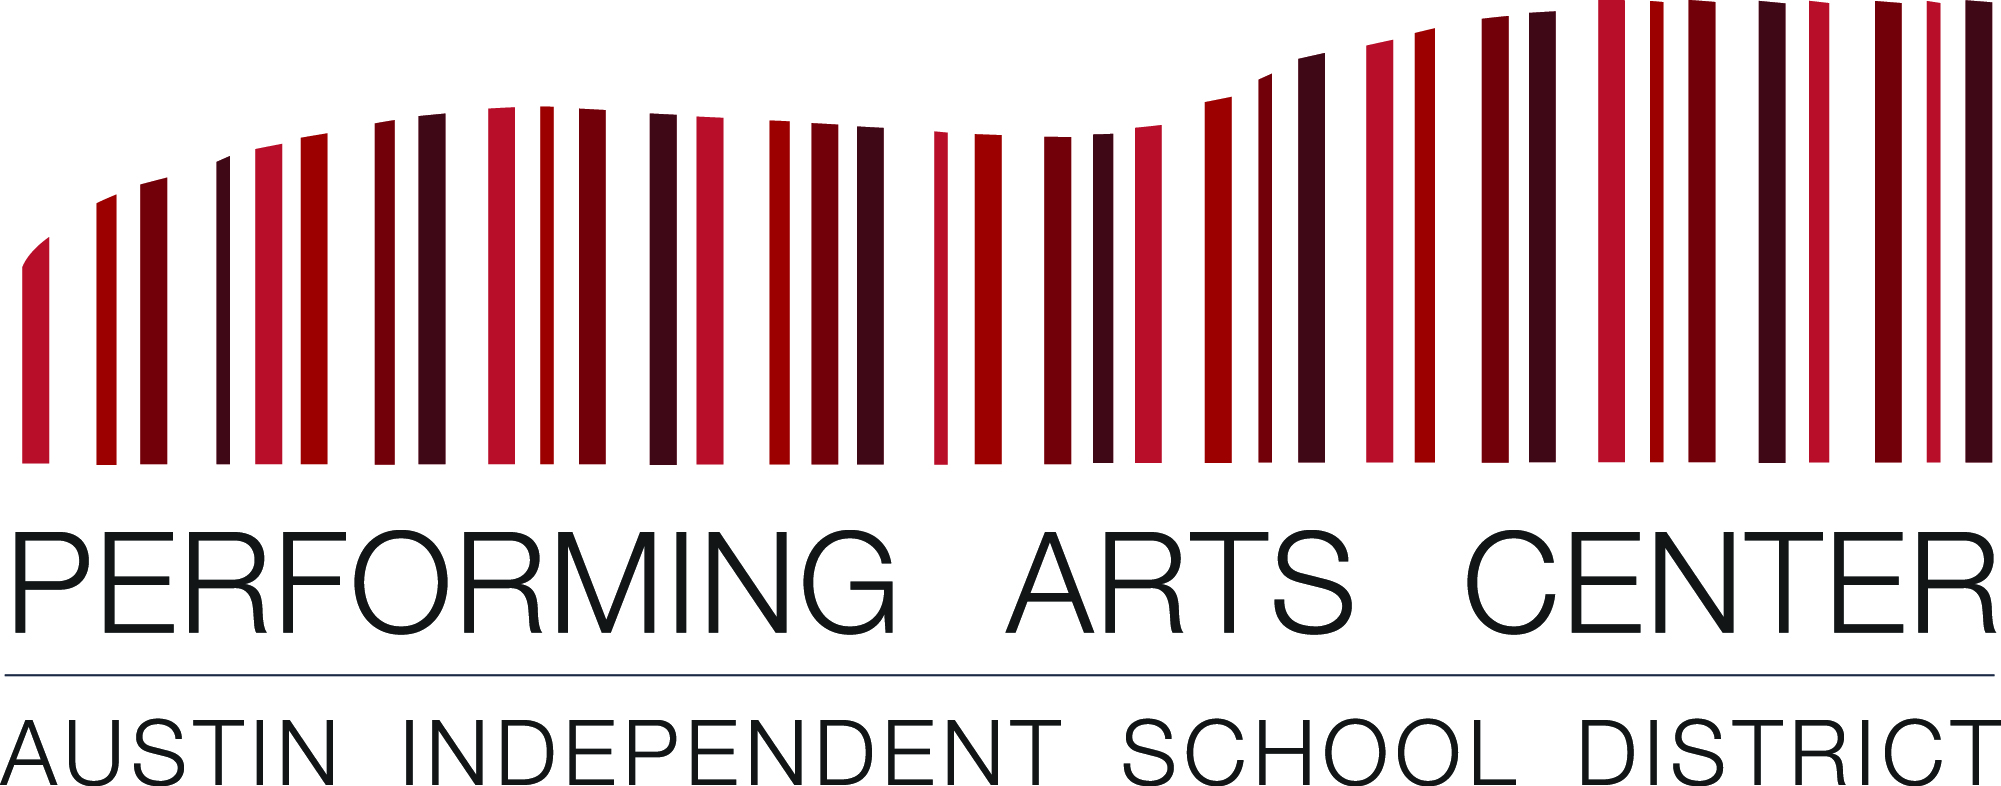 PERFORMING ARTS CENTER
AUSTIN INDEPENDENT SCHOOL DISTRICT